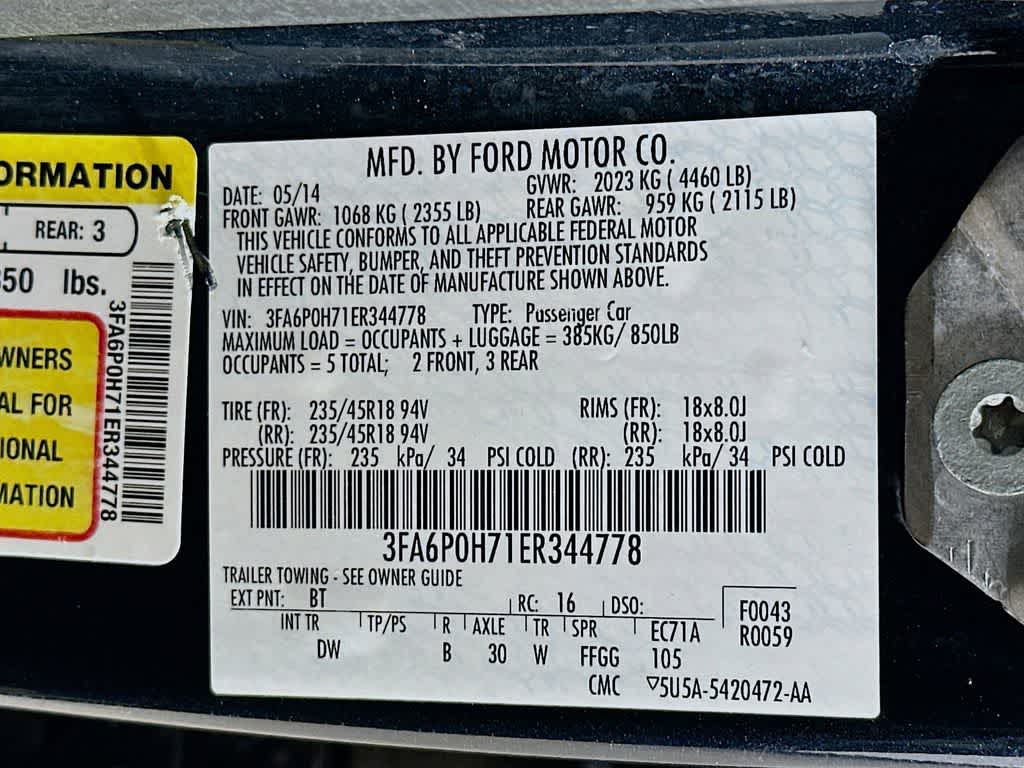 ORMATION
REAR: 3
50 lbs.
WNERS
AL FOR
IONAL
MATION
3FA6P0H71ER344778
MFD. BY FORD MOTOR CO.
DATE: 05/14 GVWR: 2023 KG ( 4460 LB)
FRONT GAWR: 1068 KG ( 2355 LB) REAR GAWR: 959 KG ( 2115 LB)
THIS VEHICLE CONFORMS TO ALL APPLICABLE FEDERAL MOTOR
VEHICLE SAFETY, BUMPER, AND THEFT PREVENTION STANDARDS
IN EFFECT ON THE DATE OF MANUFACTURE SHOWN ABOVE.
VIN: 3FA6P0H71ER344778 TYPE: Passenger Car
MAXIMUM LOAD = OCCUPANTS + LUGGAGE = 385KG/ 850LB
OCCUPANTS = 5 TOTAL; 2 FRONT, 3 REAR
TIRE (FR): 235/45R18 94V RIMS (FR): 18x8.0J
(RR): 235/45R18 94V (RR): 18x8.0J
PRESSURE (FR): 235 kPa/ 34 PSI COLD (RR): 235 kPa/ 34 PSI COLD
3FA6P0H71ER344778
TRAILER TOWING - SEE OWNER GUIDE
EXT PNT: BT RC: 16 DSO: F0043
INT TR TP/PS R AXLE TR SPR EC71A R0059
DW B 30 W FFGG 105
CMC ▽5U5A-5420472-AA